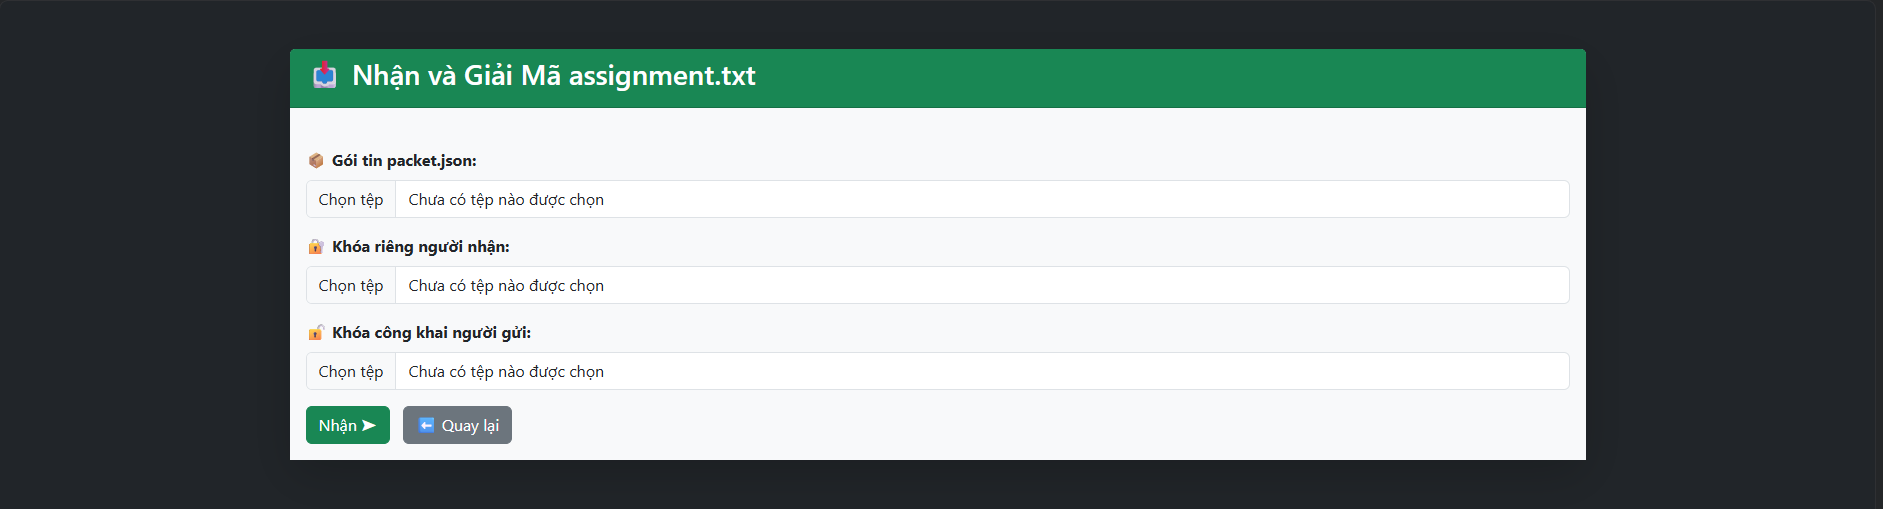 Nhận và Giải Mã assignment.txt
Gói tin packet.json:
Chọn tệp Chưa có tệp nào được chọn
Khóa riêng người nhận:
Chọn tệp Chưa có tệp nào được chọn
Khóa công khai người gửi:
Chọn tệp Chưa có tệp nào được chọn
Nhận ➤ Quay lại